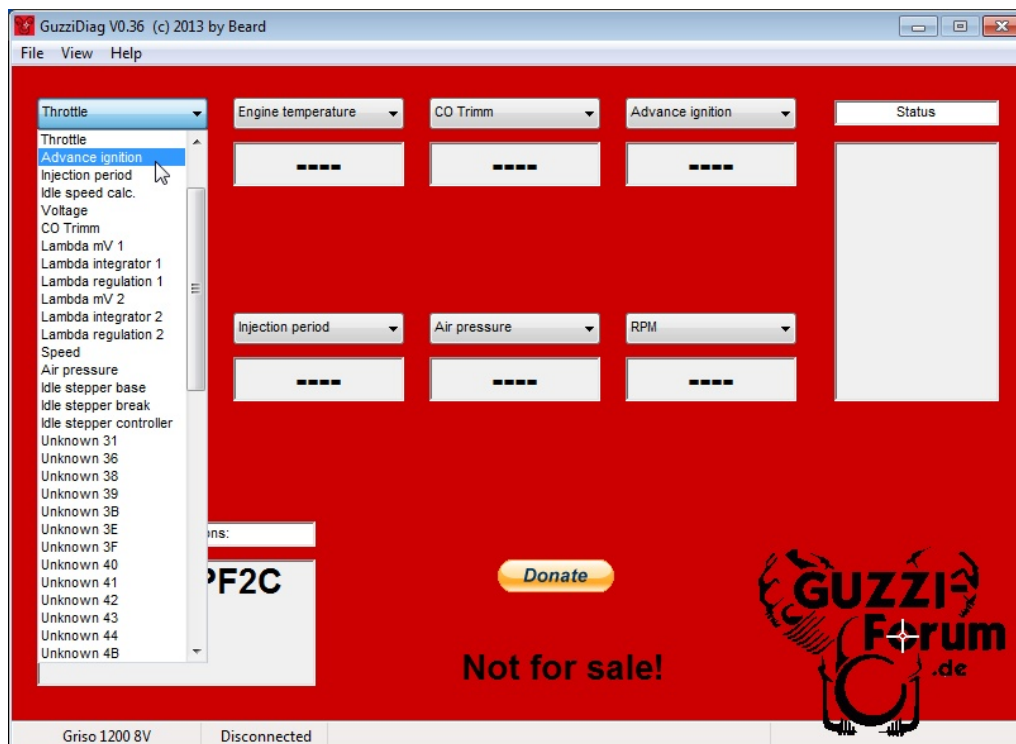 GuzziDiag V0.36 (c) 2013 by Beard
File View Help
Throttle
Engine temperature
CO Trimm
Advance ignition
Status
----
----
----
Throttle
Advance ignition
Injection period
Idle speed calc.
Voltage
CO Trimm
Lambda mV 1
Lambda integrator 1
Lambda regulation 1
Lambda mV 2
Lambda integrator 2
Lambda regulation 2
Speed
Air pressure
Idle stepper base
Idle stepper break
Idle stepper controller
Unknown 31
Unknown 36
Unknown 38
Unknown 39
Unknown 3B
Unknown 3E
Unknown 3F
Unknown 40
Unknown 41
Unknown 42
Unknown 43
Unknown 44
Unknown 4B
Injection period
Air pressure
RPM
----
----
----
ons:
PF2C
Donate
Not for sale!
GUZZI-
Forum
.de
Griso 1200 8V
Disconnected